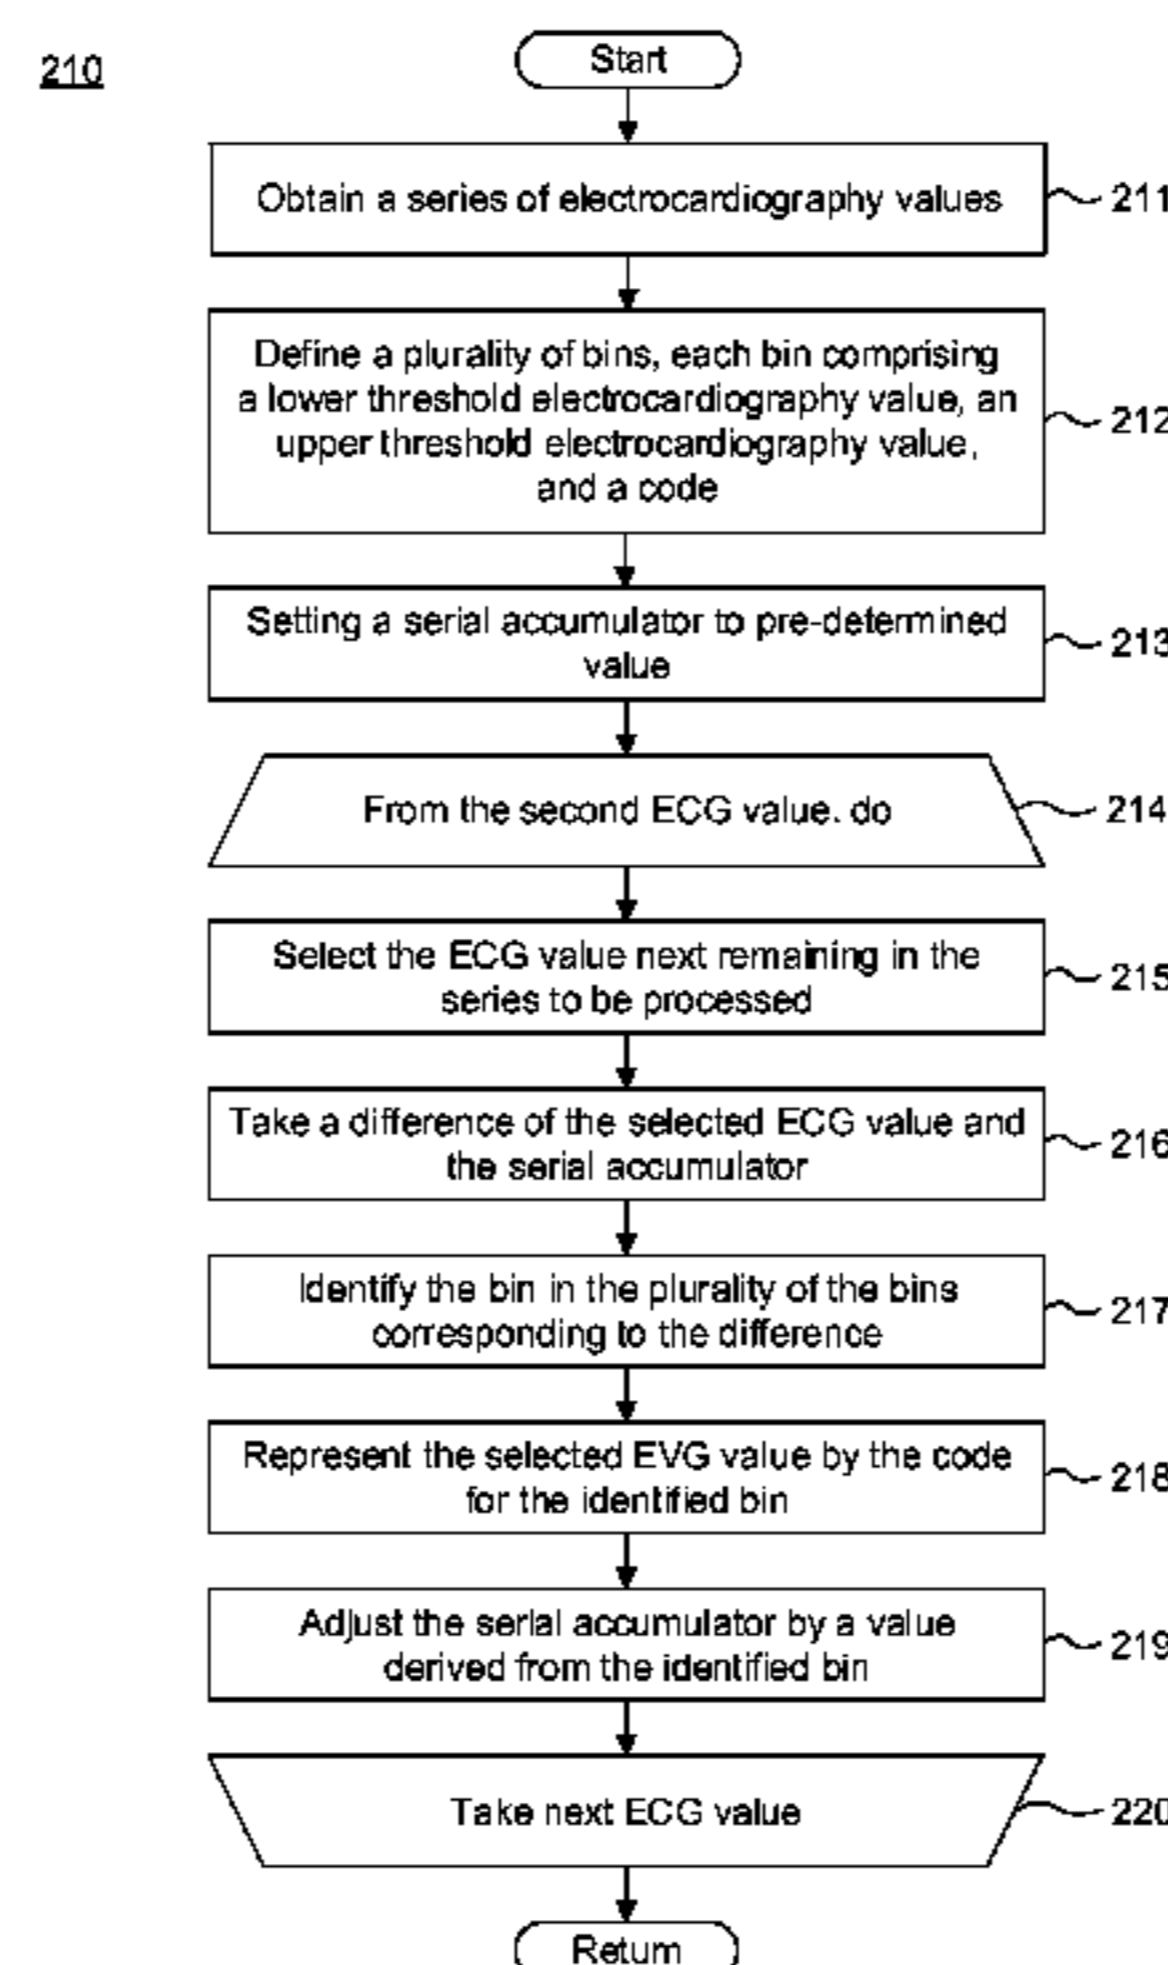 210
Start
Obtain a series of electrocardiography values
211
Define a plurality of bins, each bin comprising
a lower threshold electrocardiography value, an
upper threshold electrocardiography value,
and a code
212
Setting a serial accumulator to pre-determined
value
213
From the second ECG value. do
214
Select the ECG value next remaining in the
series to be processed
215
Take a difference of the selected ECG value and
the serial accumulator
216
Identify the bin in the plurality of the bins
corresponding to the difference
217
Represent the selected EVG value by the code
for the identified bin
218
Adjust the serial accumulator by a value
derived from the identified bin
219
Take next ECG value
220
Return